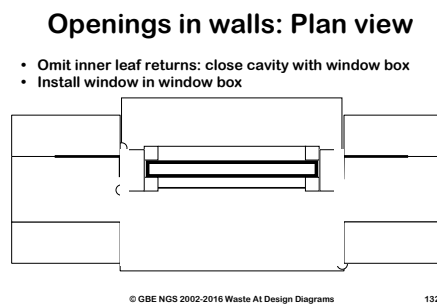 Openings in walls: Plan view
• Omit inner leaf returns: close cavity with window box
• Install window in window box
© GBE NGS 2002-2016 Waste At Design Diagrams 132